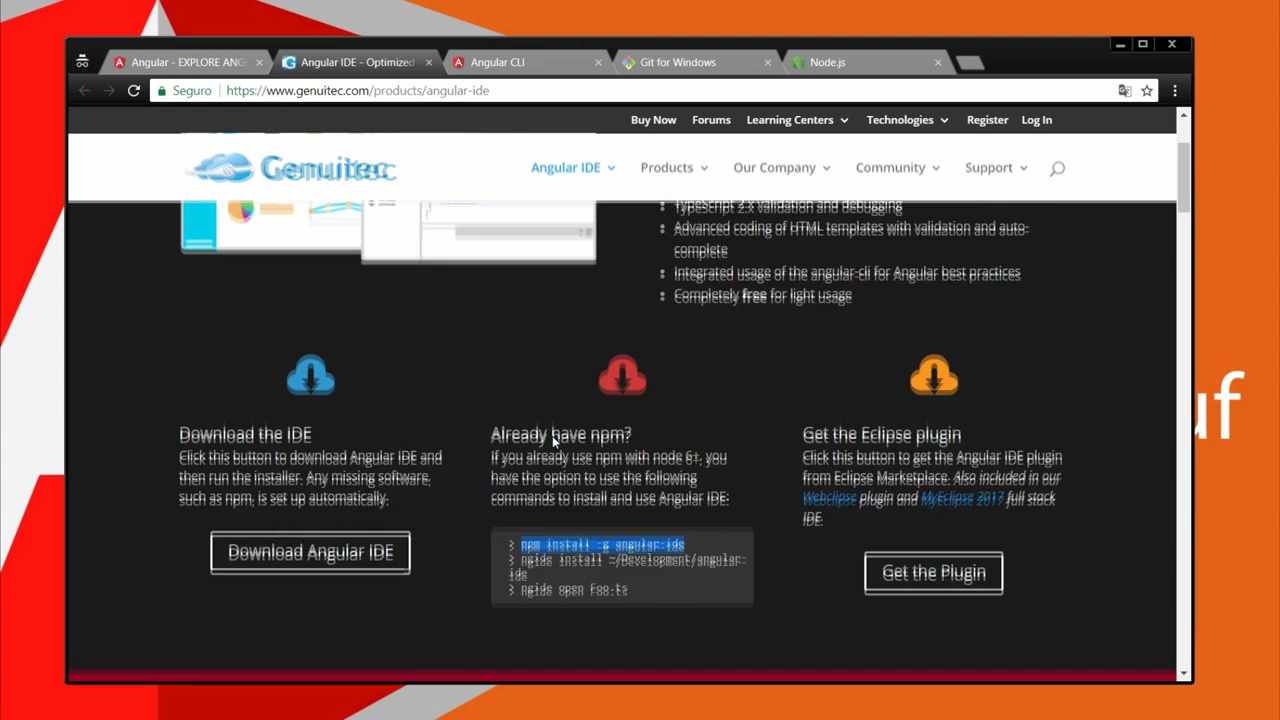 Angular - EXPLORE ANG
Angular IDE - Optimized
Angular CLI
Git for Windows
Node.js
Seguro
https://www.genuitec.com/products/angular-ide
Buy Now
Forums
Learning Centers
Technologies
Register
Log In
Genuitec
Angular IDE
Products
Our Company
Community
Support
TypeScript 2.x validation and debugging
Advanced coding of HTML templates with validation and auto-
complete
Integrated usage of the angular-cli for Angular best practices
Completely free for light usage
Download the IDE
Click this button to download Angular IDE and
then run the installer. Any missing software,
such as npm, is set up automatically.
Download Angular IDE
Already have npm?
If you already use npm with node 6+, you
have the option to use the following
commands to install and use Angular IDE:
> npm install -g angular-ide
> ngide install ~/Development/angular-
ide
> ngide open Foo.ts
Get the Eclipse plugin
Click this button to get the Angular IDE plugin
from Eclipse Marketplace. Also included in our
Webclipse plugin and MyEclipse 2017 full stack
IDE.
Get the Plugin
uf